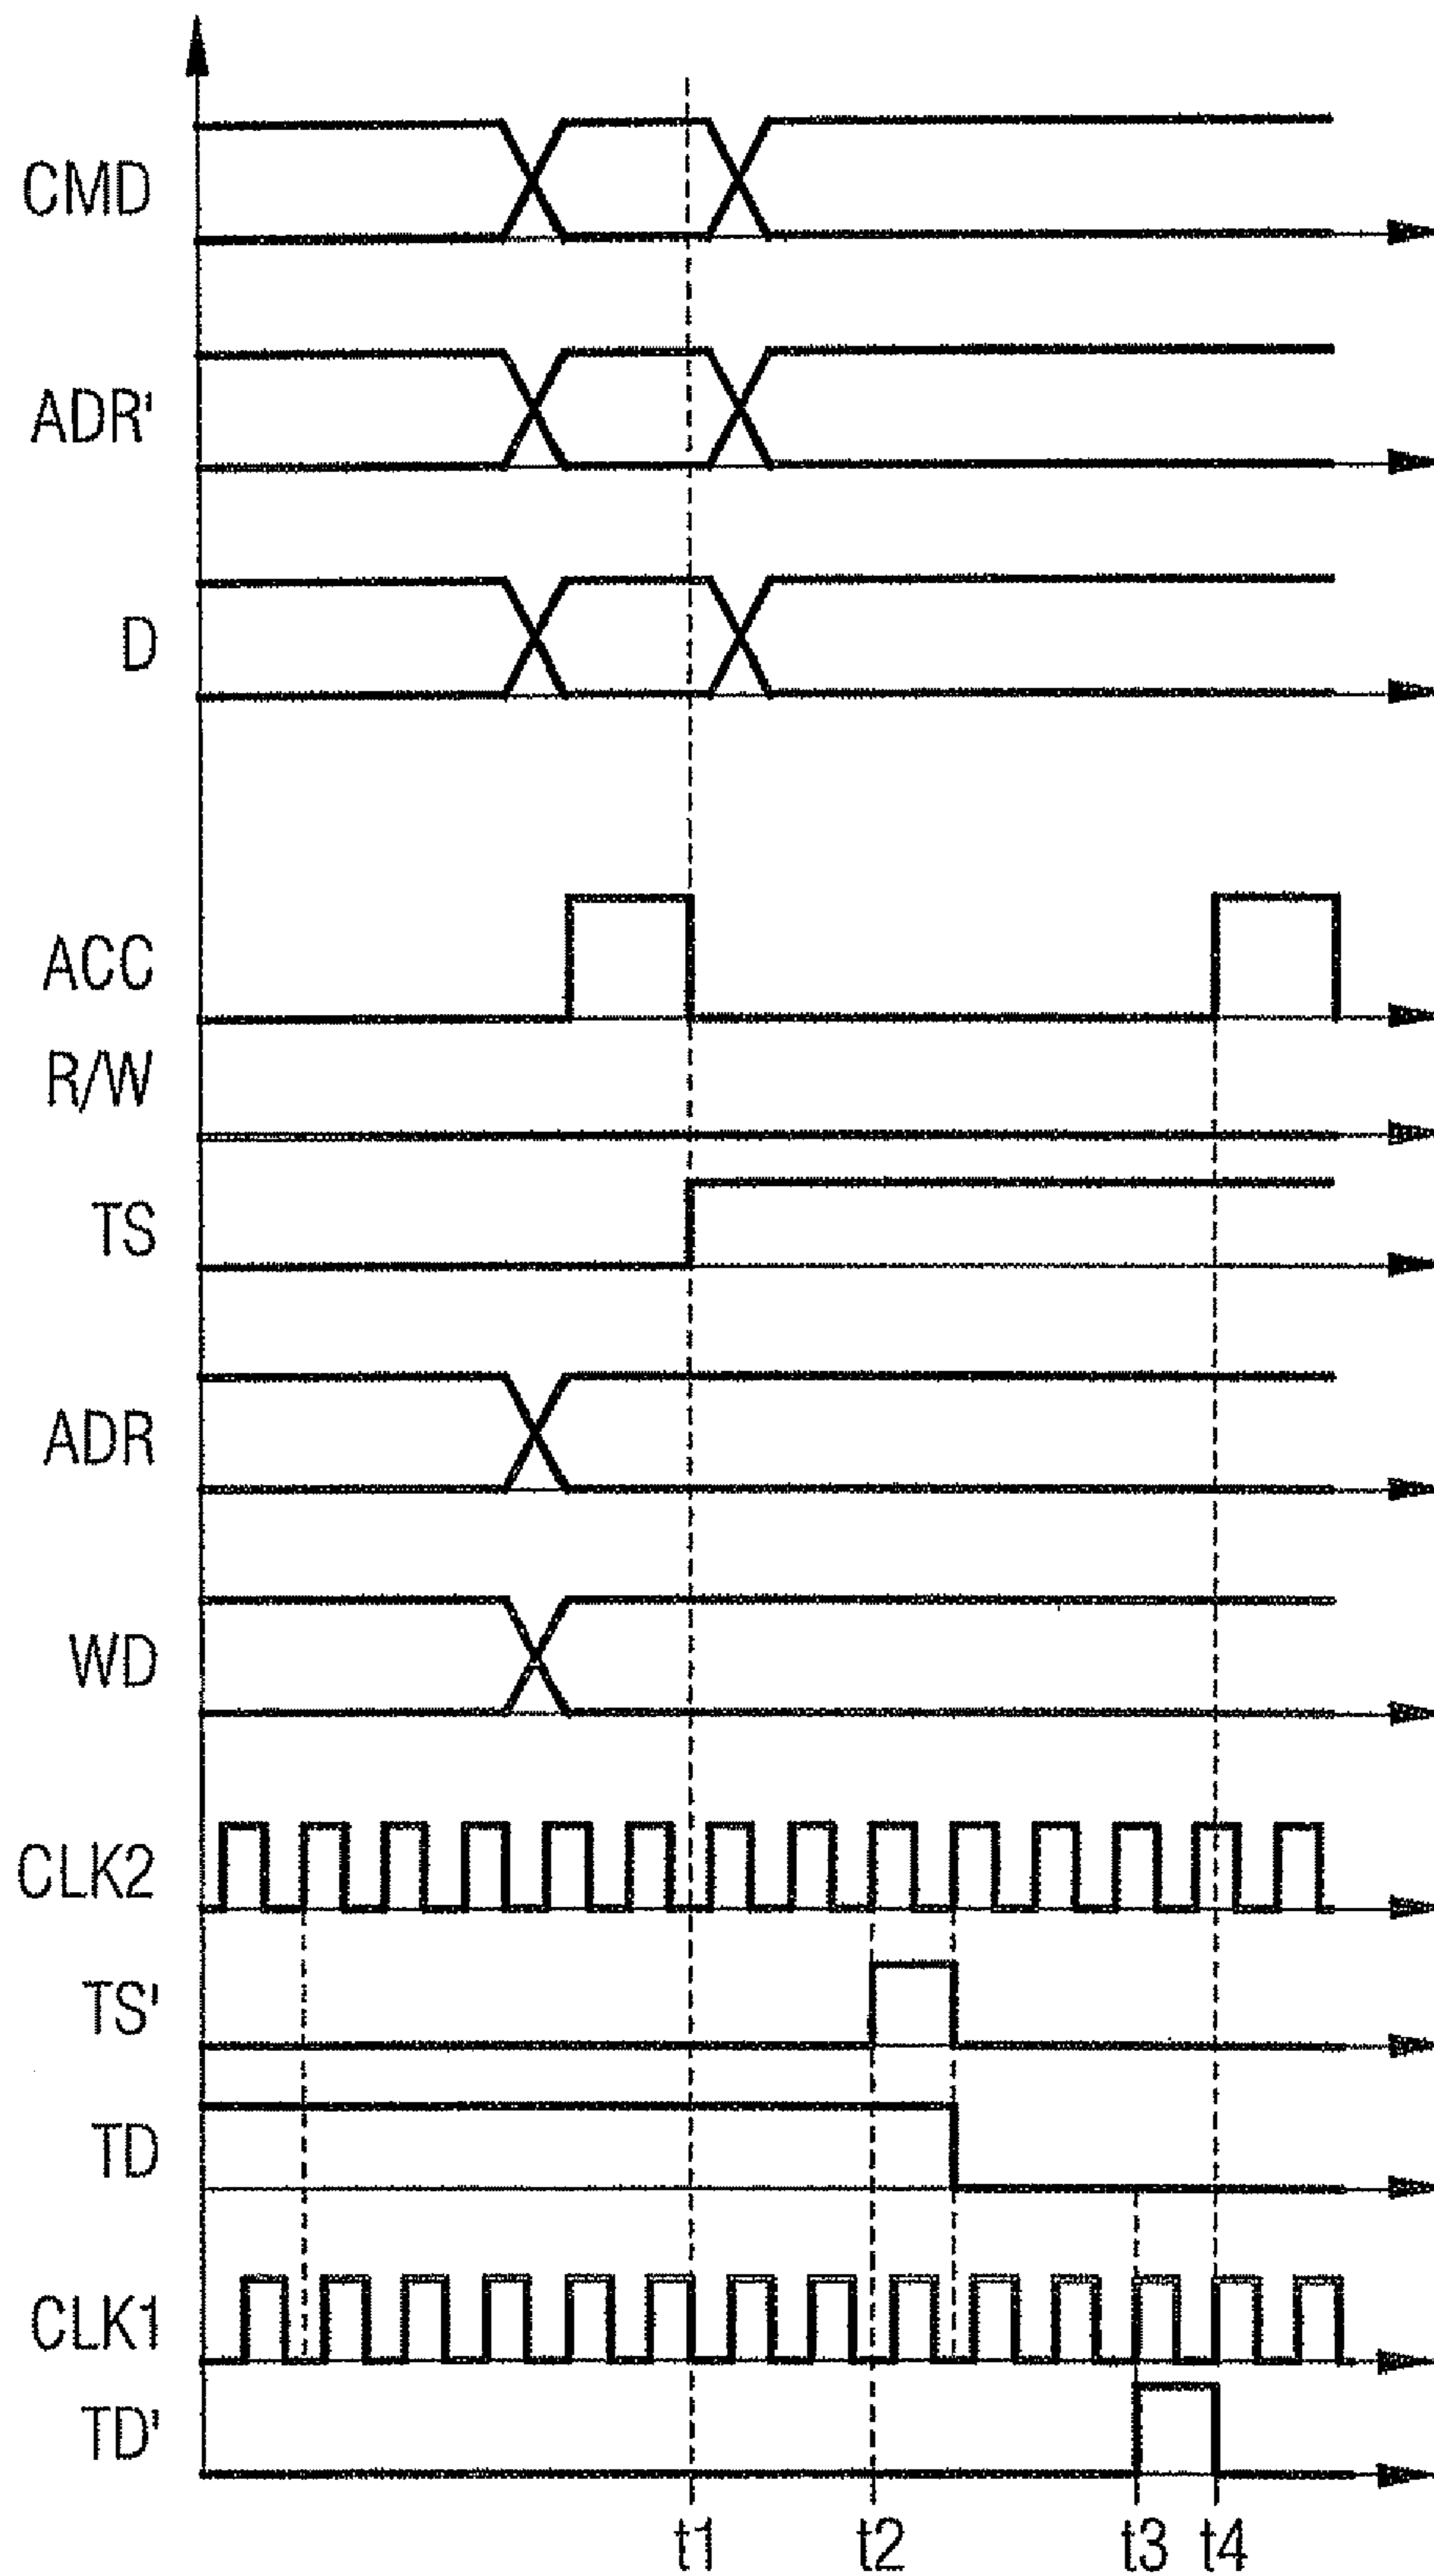 CMD
ADR'
D
ACC
R/W
TS
ADR
WD
CLK2
TS'
TD
CLK1
TD'
t1 t2 t3 t4